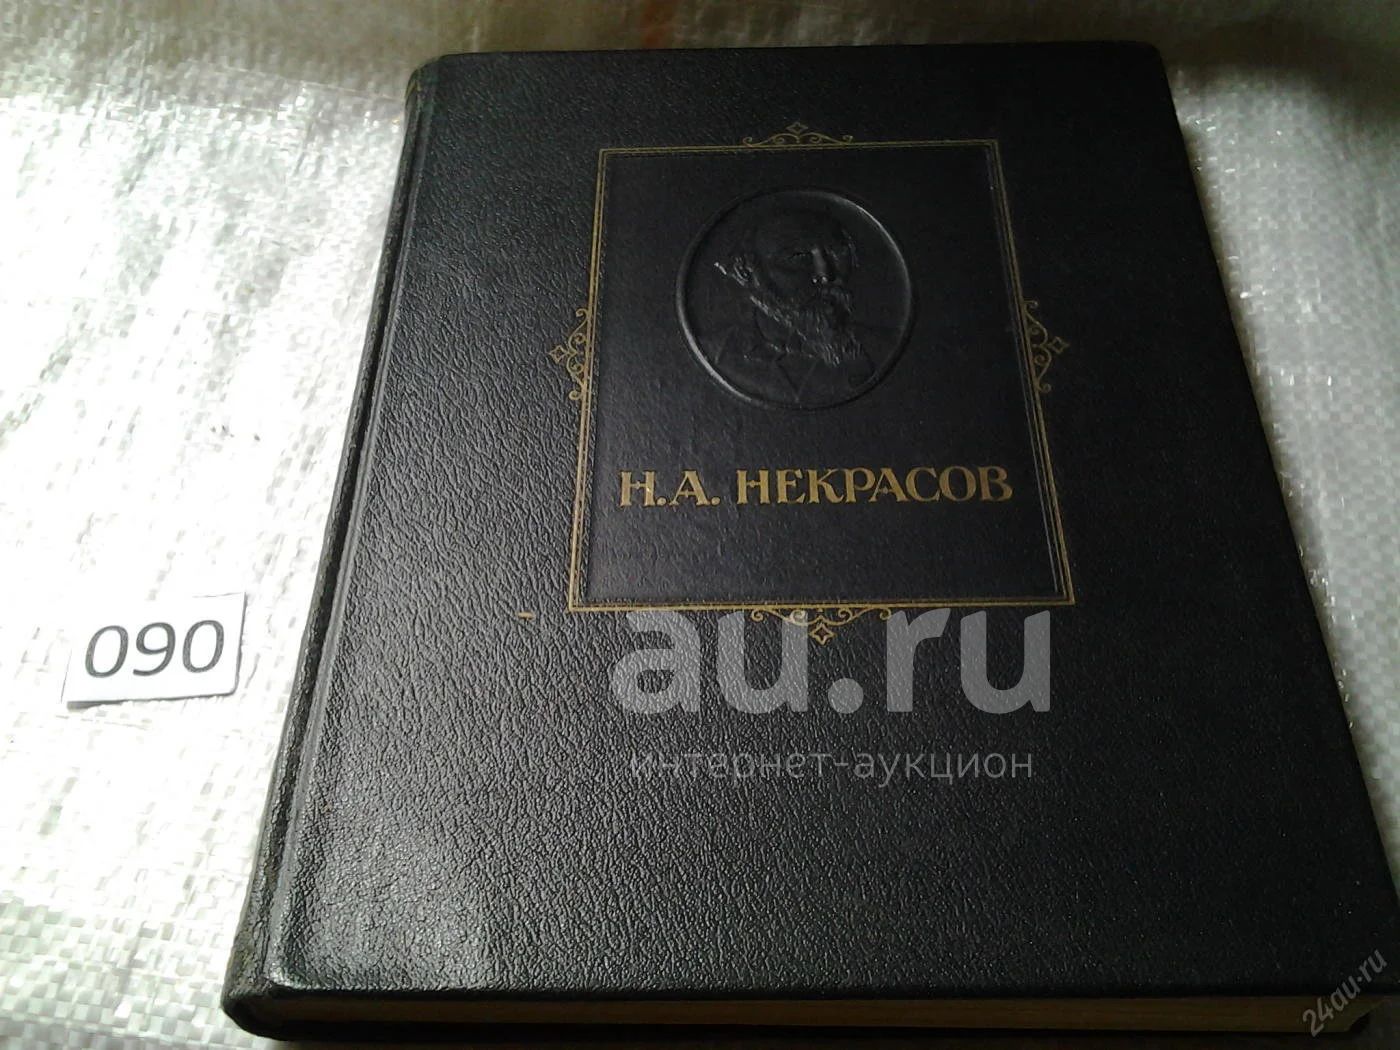 Н.А. НЕКРАСОВ
090
au.ru
интернет-аукцион
24au.ru